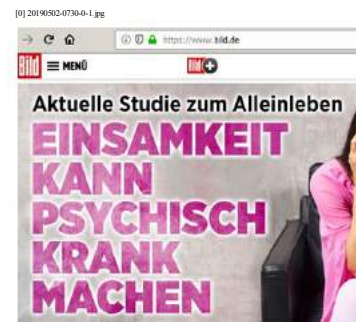 [0] 20190502-0730-0-1.jpg
https://www.bild.de
Bild
MENÜ
Bild+
Aktuelle Studie zum Alleinleben
EINSAMKEIT
KANN
PSYCHISCH
KRANK
MACHEN